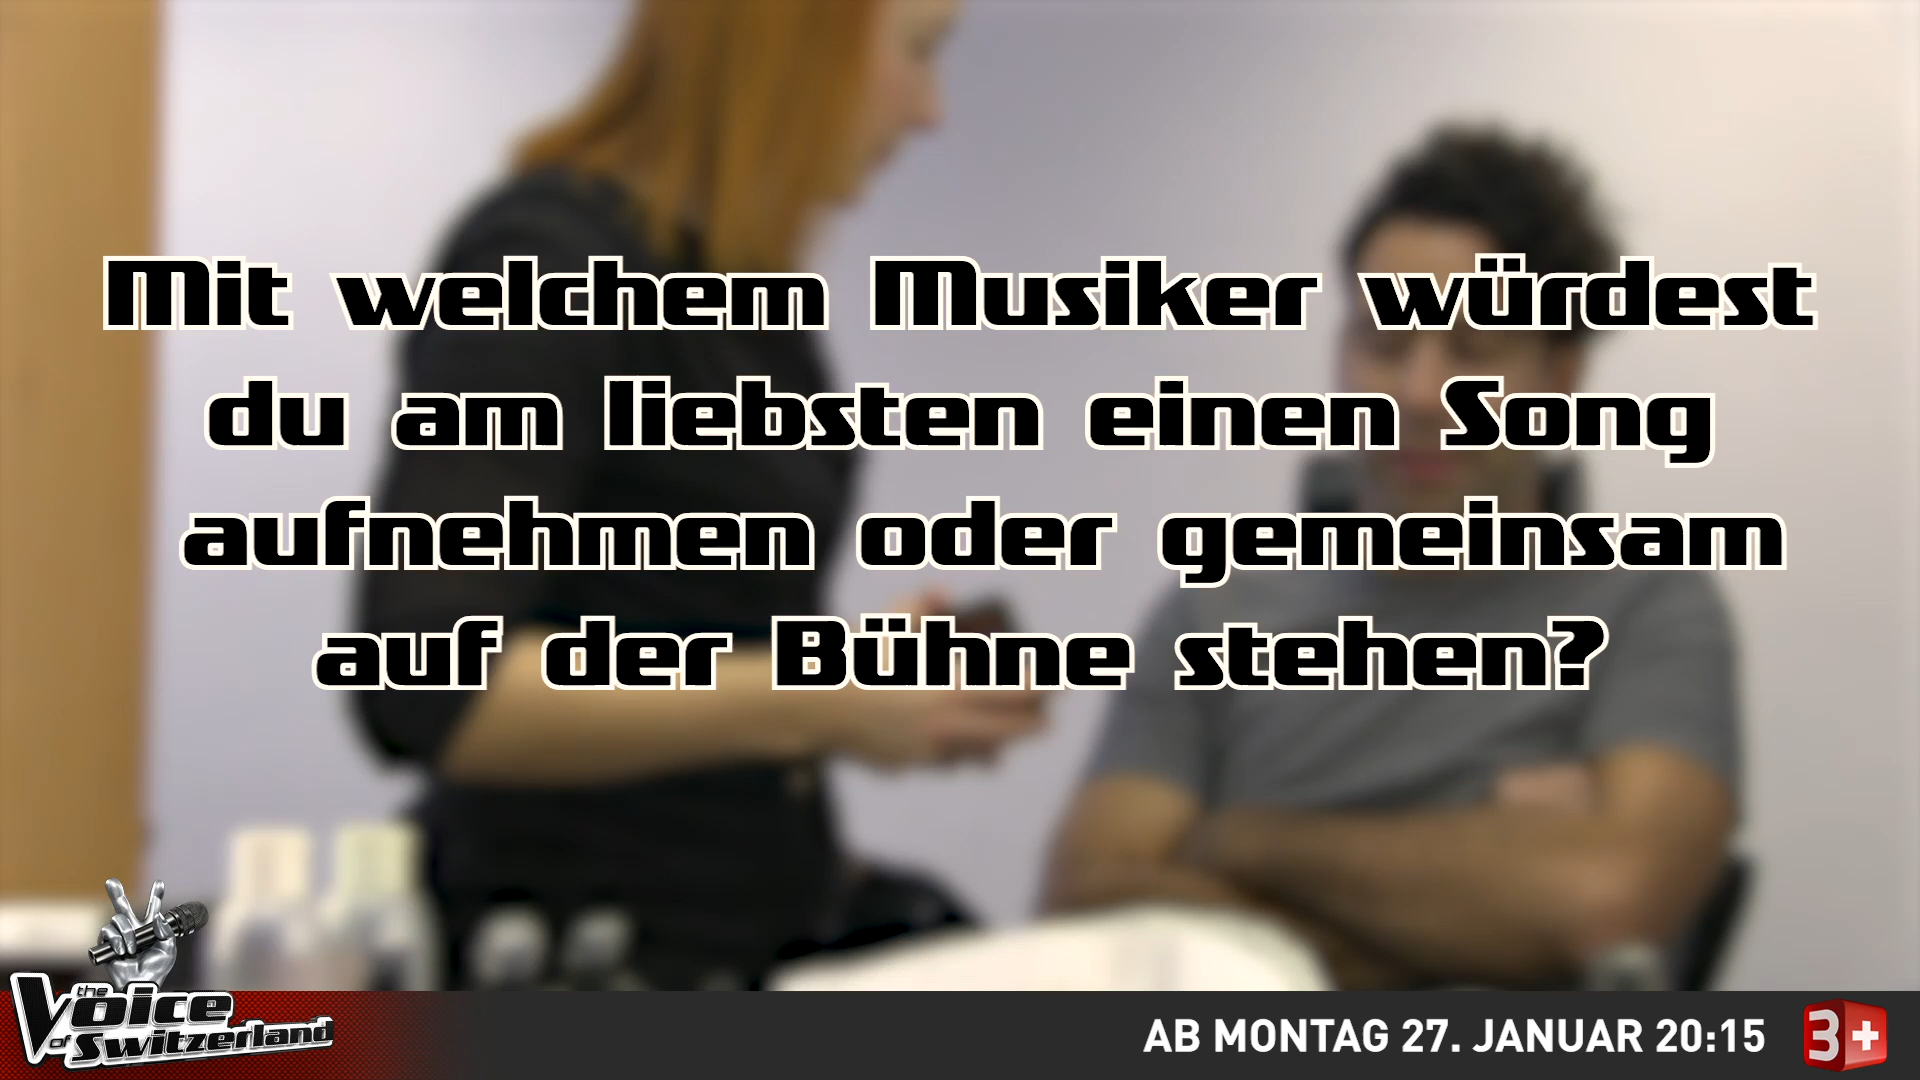 Mit welchem Musiker würdest
du am liebsten einen Song
aufnehmen oder gemeinsam
auf der Bühne stehen?
the
Voice
of Switzerland
AB MONTAG 27. JANUAR 20:15
3+